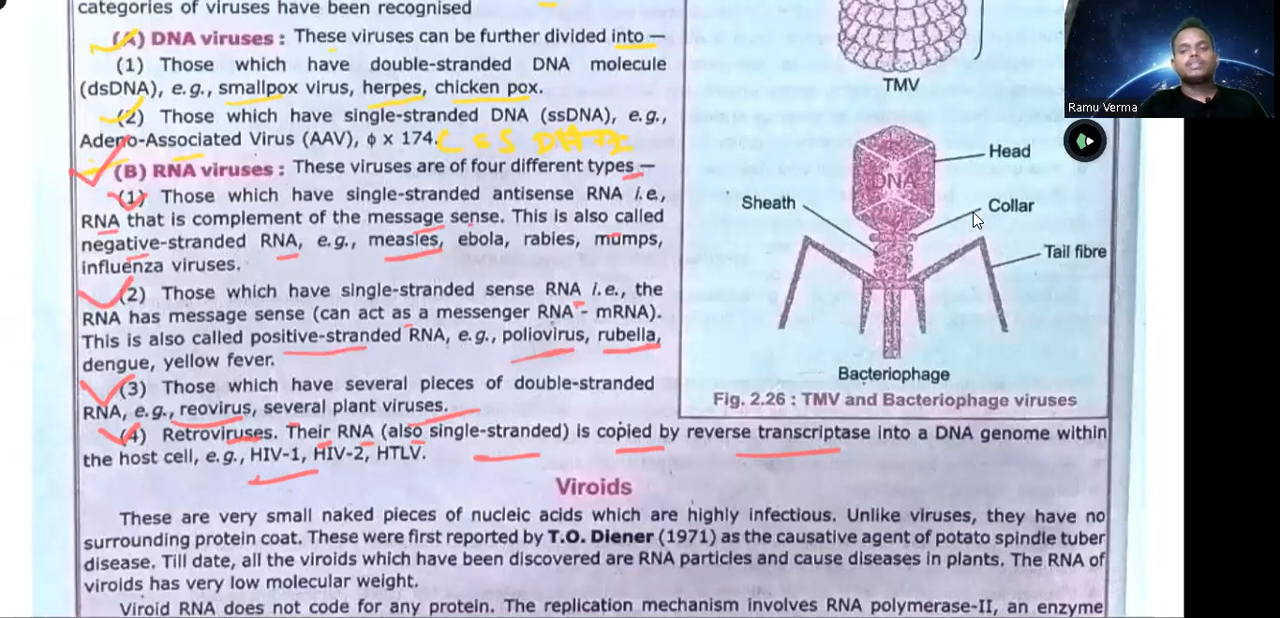 categories of viruses have been recognised
(A) DNA viruses : These viruses can be further divided into —
(1) Those which have double-stranded DNA molecule
(dsDNA), e.g., smallpox virus, herpes, chicken pox.
(2) Those which have single-stranded DNA (ssDNA), e.g.,
Adeno-Associated Virus (AAV), ϕ x 174.
(B) RNA viruses : These viruses are of four different types —
(1) Those which have single-stranded antisense RNA i.e.,
RNA that is complement of the message sense. This is also called
negative-stranded RNA, e.g., measles, ebola, rabies, mumps,
influenza viruses.
(2) Those which have single-stranded sense RNA i.e., the
RNA has message sense (can act as a messenger RNA - mRNA).
This is also called positive-stranded RNA, e.g., poliovirus, rubella,
dengue, yellow fever.
(3) Those which have several pieces of double-stranded
RNA, e.g., reovirus, several plant viruses.
(4) Retroviruses. Their RNA (also single-stranded) is copied by reverse transcriptase into a DNA genome within
the host cell, e.g., HIV-1, HIV-2, HTLV.
TMV
Head
DNA
Sheath
Collar
Tail fibre
Bacteriophage
Fig. 2.26 : TMV and Bacteriophage viruses
Viroids
These are very small naked pieces of nucleic acids which are highly infectious. Unlike viruses, they have no
surrounding protein coat. These were first reported by T.O. Diener (1971) as the causative agent of potato spindle tuber
disease. Till date, all the viroids which have been discovered are RNA particles and cause diseases in plants. The RNA of
viroids has very low molecular weight.
Viroid RNA does not code for any protein. The replication mechanism involves RNA polymerase-II, an enzyme
Ramu Verma